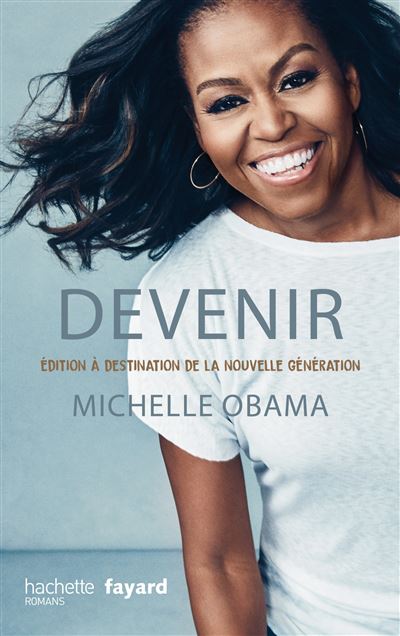 DEVENIR
ÉDITION À DESTINATION DE LA NOUVELLE GÉNÉRATION
MICHELLE OBAMA
hachette fayard
ROMANS